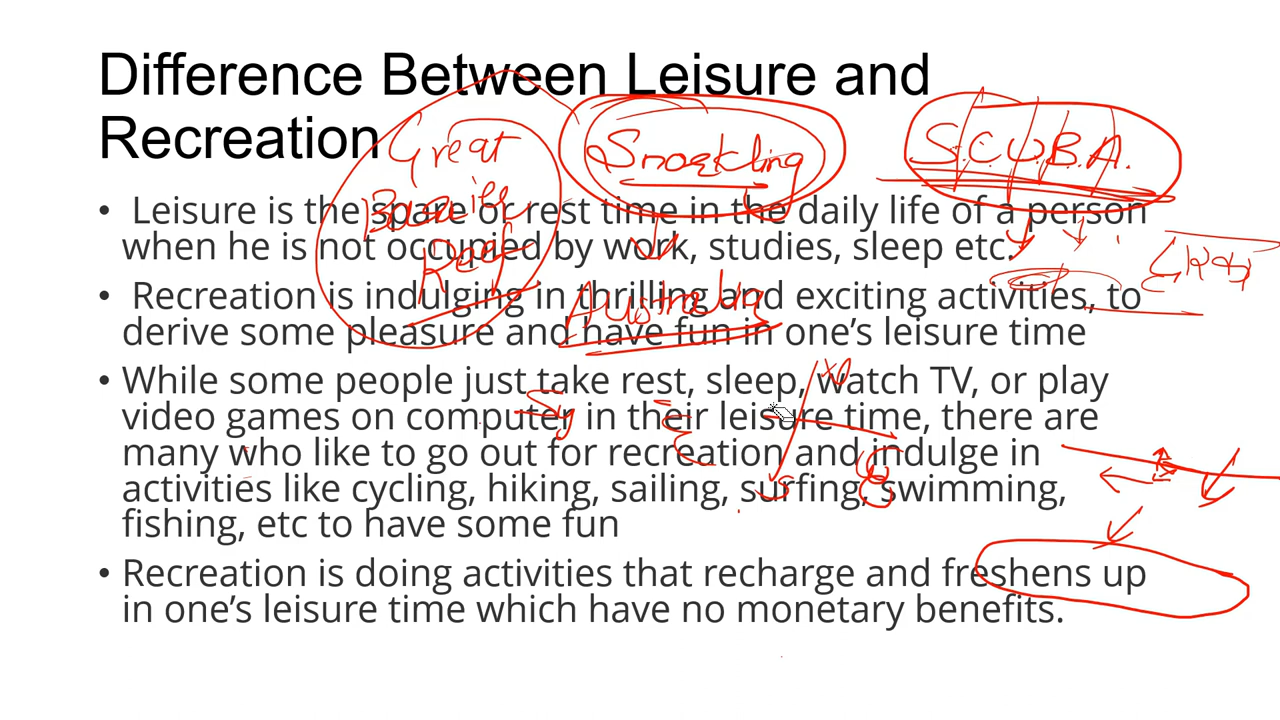 Difference Between Leisure and
Recreation
Great
Barrier
Reef
Snorkling
S.C.U.B.A.
Australia
• Leisure is the spare or rest time in the daily life of a person
when he is not occupied by work, studies, sleep etc.
• Recreation is indulging in thrilling and exciting activities, to
derive some pleasure and have fun in one’s leisure time
• While some people just take rest, sleep, watch TV, or play
video games on computer in their leisure time, there are
many who like to go out for recreation and indulge in
activities like cycling, hiking, sailing, surfing, swimming,
fishing, etc to have some fun
• Recreation is doing activities that recharge and freshens up
in one’s leisure time which have no monetary benefits.